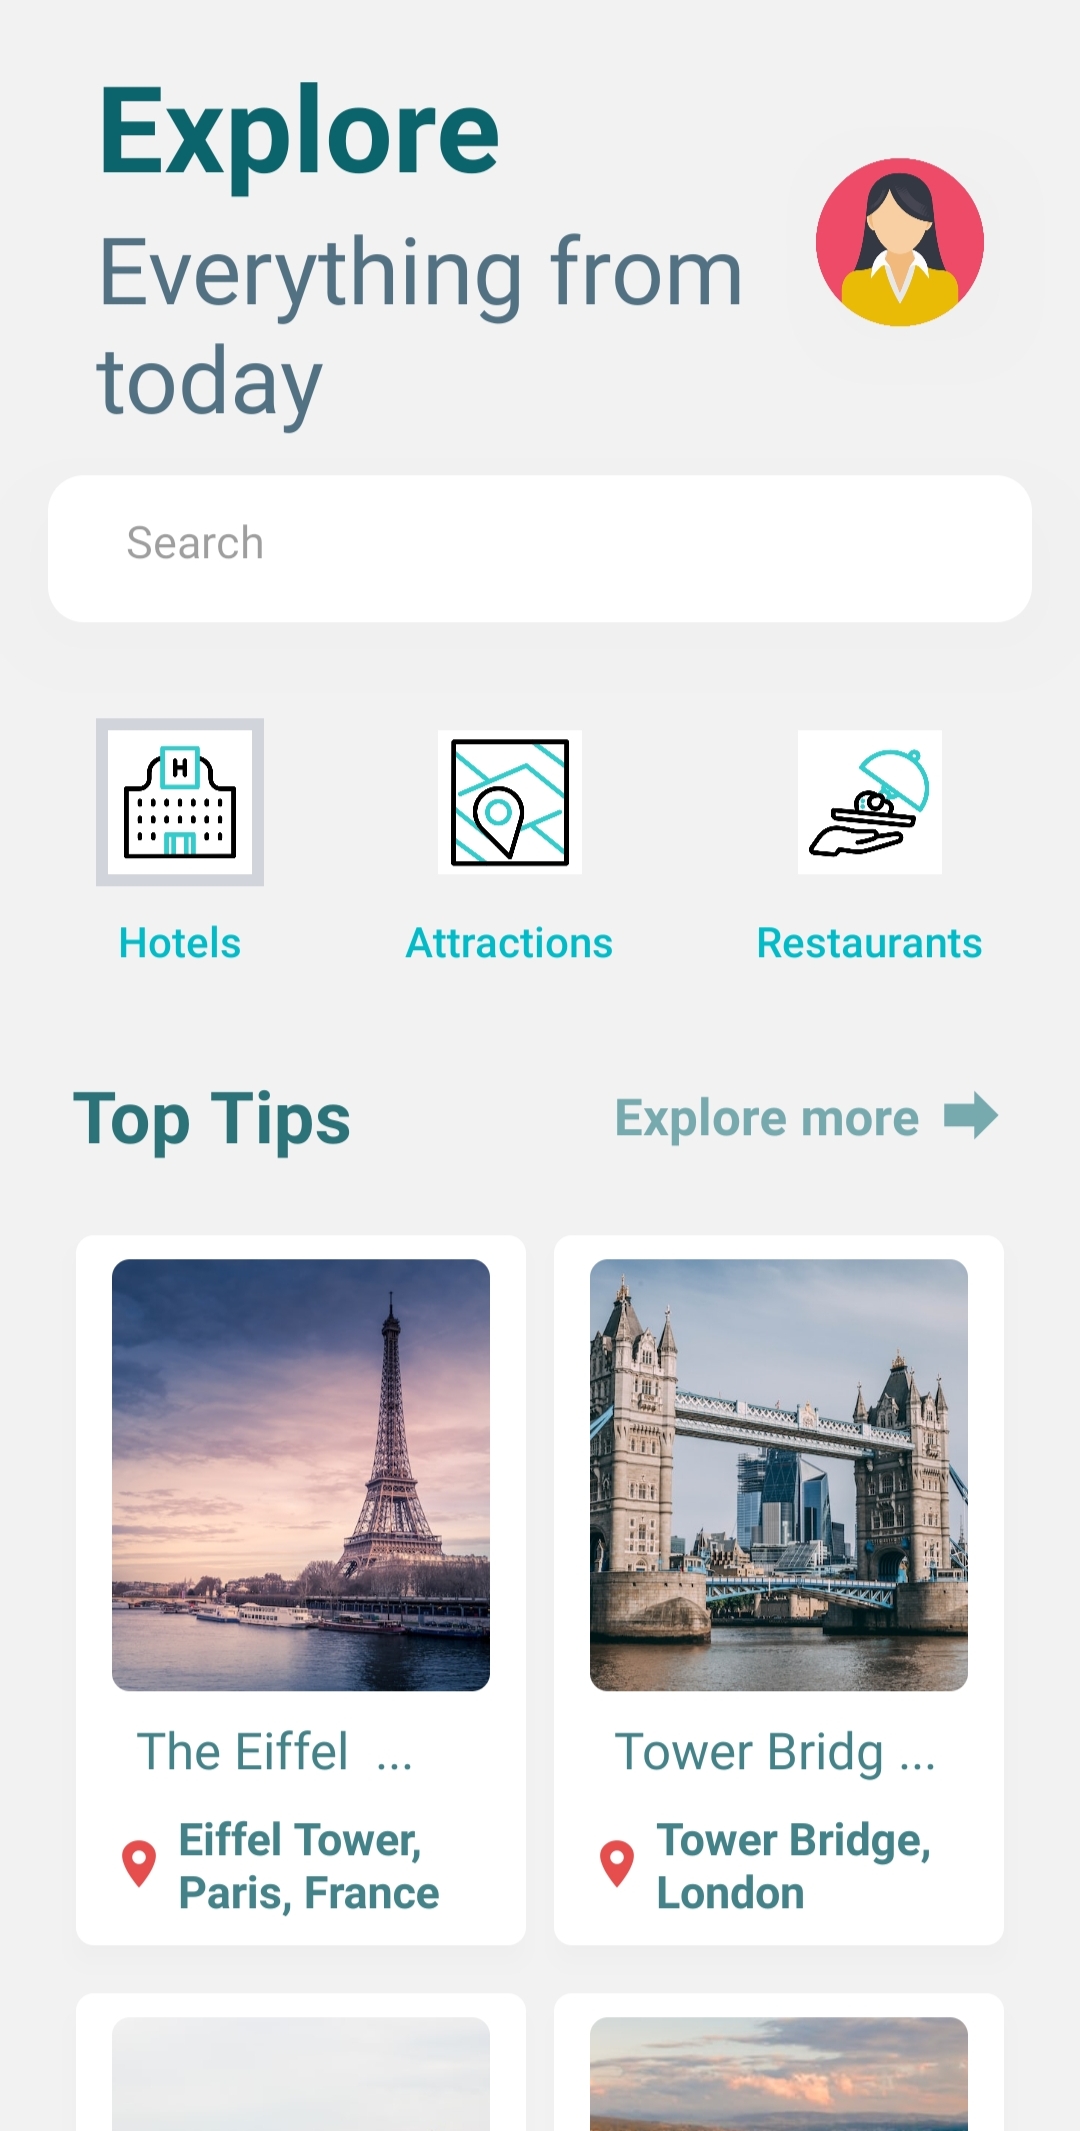 Explore
Everything from
today
Search
H
Hotels
Attractions
Restaurants
Top Tips
Explore more
The Eiffel  ...
Tower Bridg ...
Eiffel Tower,
Paris, France
Tower Bridge,
London